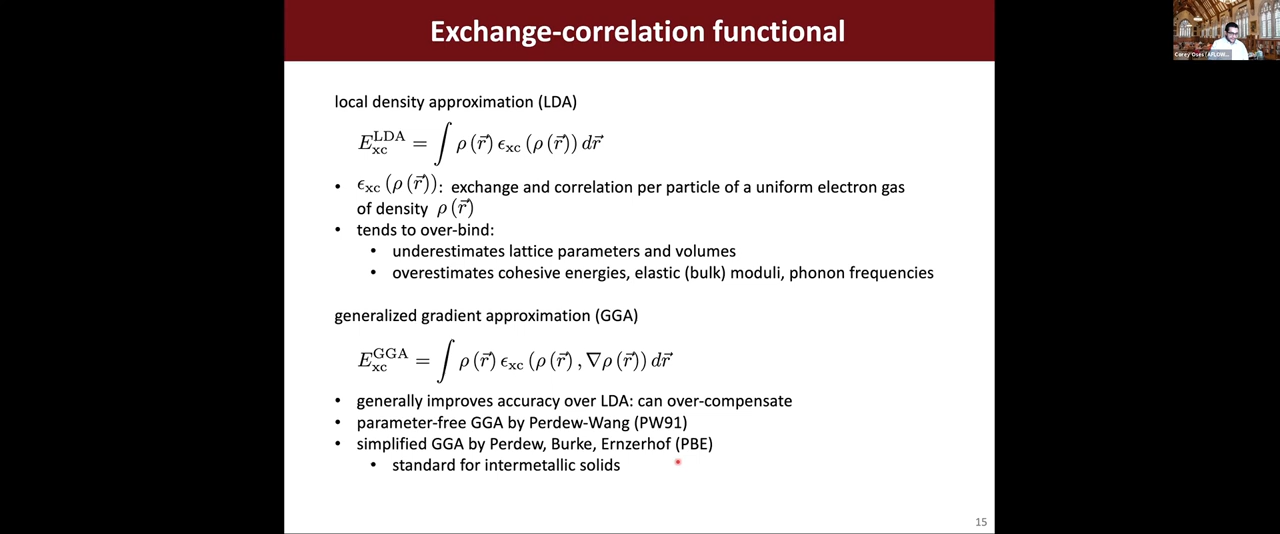 Exchange-correlation functional
local density approximation (LDA)
E_xc^LDA = ∫ ρ(r⃗) ϵ_xc(ρ(r⃗)) dr⃗
• ϵ_xc(ρ(r⃗)): exchange and correlation per particle of a uniform electron gas
of density ρ(r⃗)
• tends to over-bind:
• underestimates lattice parameters and volumes
• overestimates cohesive energies, elastic (bulk) moduli, phonon frequencies
generalized gradient approximation (GGA)
E_xc^GGA = ∫ ρ(r⃗) ϵ_xc(ρ(r⃗), ∇ρ(r⃗)) dr⃗
• generally improves accuracy over LDA: can over-compensate
• parameter-free GGA by Perdew-Wang (PW91)
• simplified GGA by Perdew, Burke, Ernzerhof (PBE)
• standard for intermetallic solids
15
Corey Oses (AFLOW...